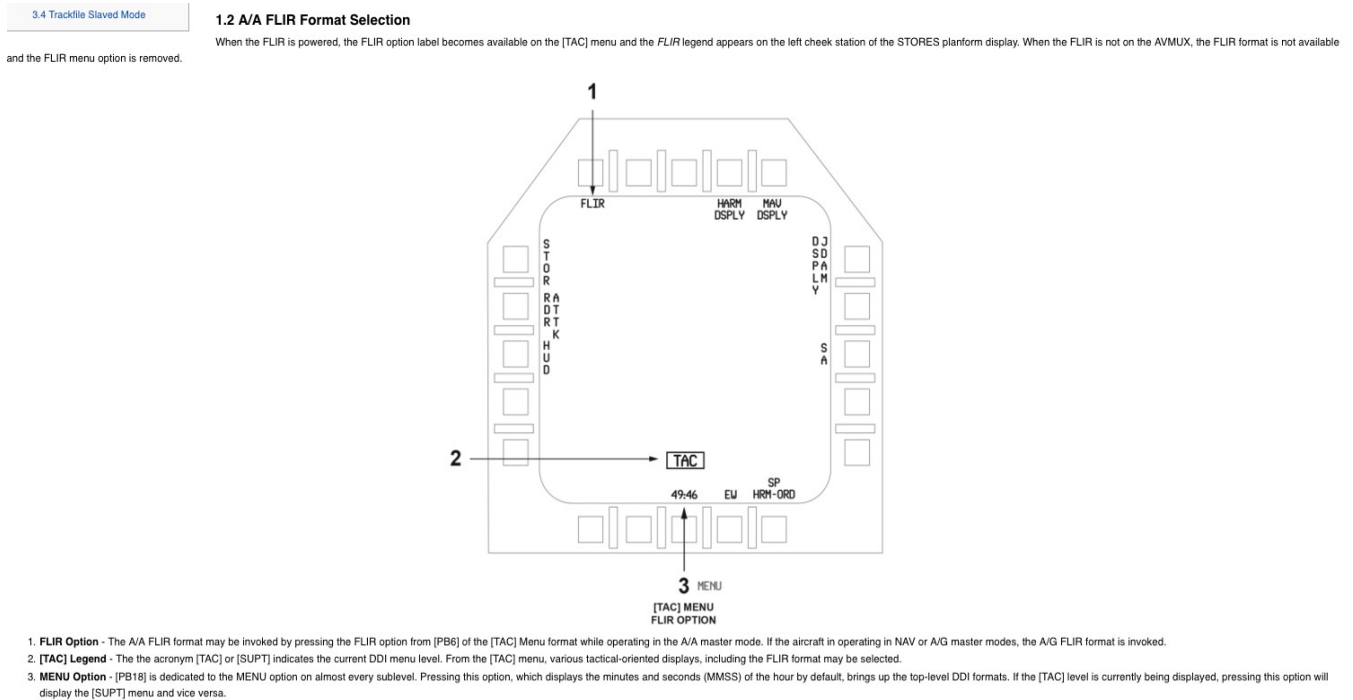 3.4 Trackfile Slaved Mode
1.2 A/A FLIR Format Selection
When the FLIR is powered, the FLIR option label becomes available on the [TAC] menu and the FLIR legend appears on the left cheek station of the STORES planform display. When the FLIR is not on the AVMUX, the FLIR format is not available
and the FLIR menu option is removed.
1
FLIR
HARM
DSPLY
MAV
DSPLY
STOR
RDR ATTK
HUD
JDAM
DSPLY
SA
2
TAC
49:46
EW
SP
HRM-ORD
3 MENU
[TAC] MENU
FLIR OPTION
1. FLIR Option - The A/A FLIR format may be invoked by pressing the FLIR option from [PB6] of the [TAC] Menu format while operating in the A/A master mode. If the aircraft in operating in NAV or A/G master modes, the A/G FLIR format is invoked.
2. [TAC] Legend - The the acronym [TAC] or [SUPT] indicates the current DDI menu level. From the [TAC] menu, various tactical-oriented displays, including the FLIR format may be selected.
3. MENU Option - [PB18] is dedicated to the MENU option on almost every sublevel. Pressing this option, which displays the minutes and seconds (MMSS) of the hour by default, brings up the top-level DDI formats. If the [TAC] level is currently being displayed, pressing this option will
display the [SUPT] menu and vice versa.